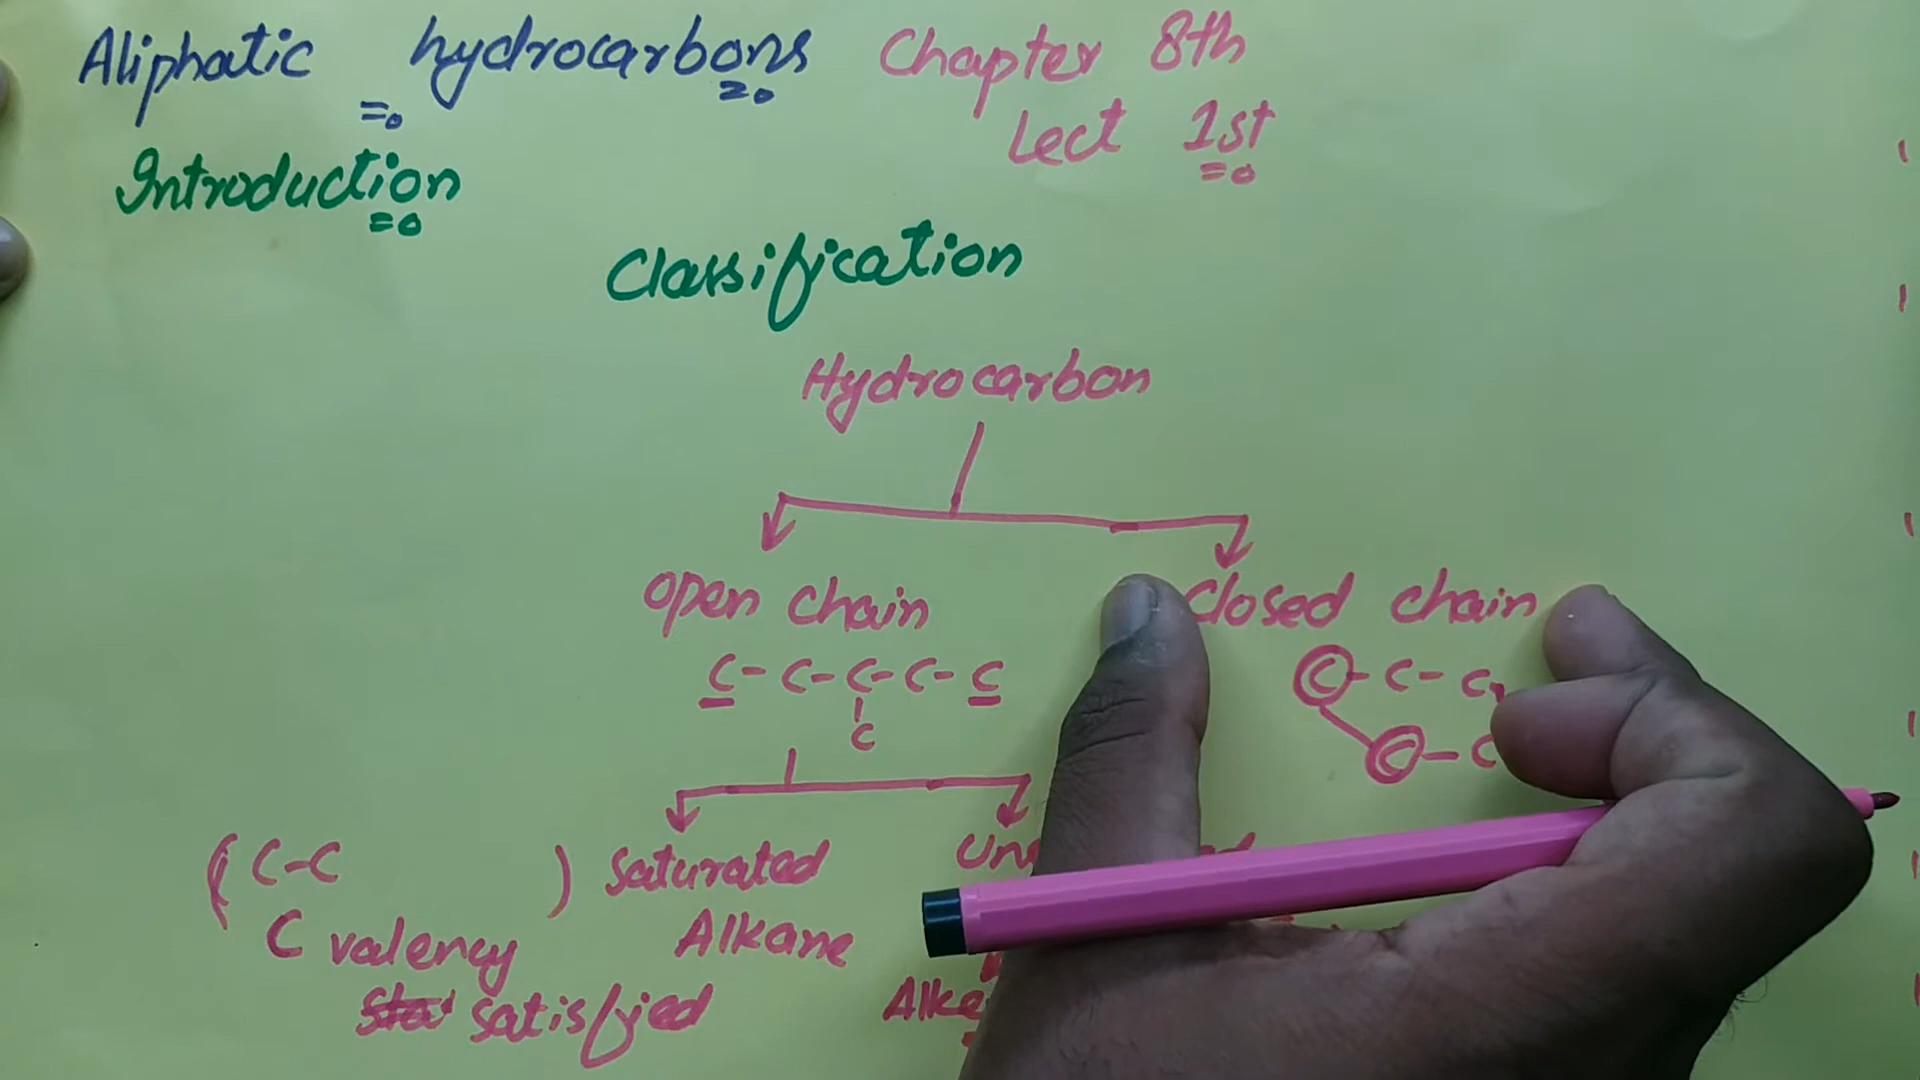 Aliphatic hydrocarbons Chapter 8th
Lect 1st
Introduction
Classification
Hydrocarbon
open chain closed chain
C-C-C-C-C
C
C-C-C
C-C
(C-C ) Saturated
C valency Alkane
satisfied